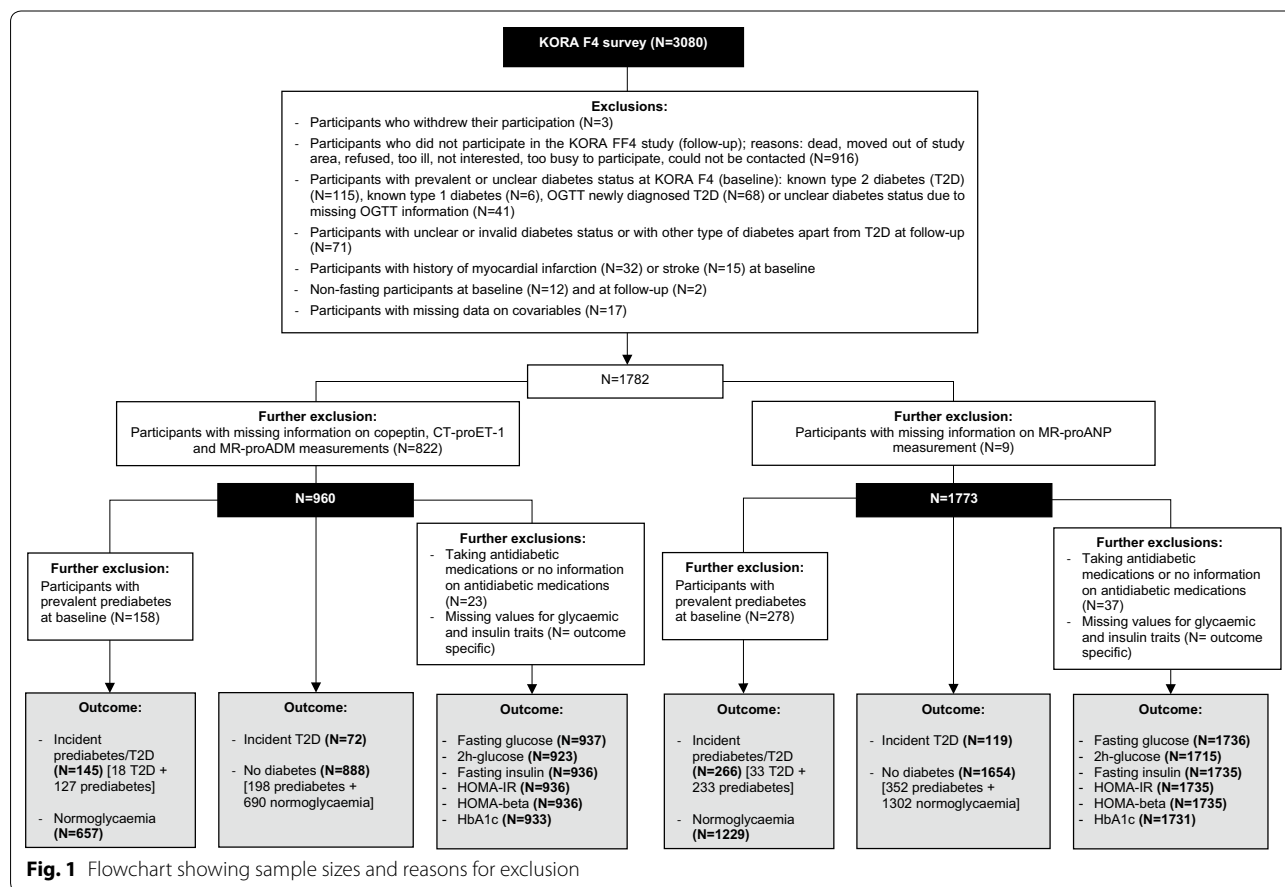 KORA F4 survey (N=3080)
Exclusions:
- Participants who withdrew their participation (N=3)
- Participants who did not participate in the KORA FF4 study (follow-up); reasons: dead, moved out of study
area, refused, too ill, not interested, too busy to participate, could not be contacted (N=916)
- Participants with prevalent or unclear diabetes status at KORA F4 (baseline): known type 2 diabetes (T2D)
(N=115), known type 1 diabetes (N=6), OGTT newly diagnosed T2D (N=68) or unclear diabetes status due to
missing OGTT information (N=41)
- Participants with unclear or invalid diabetes status or with other type of diabetes apart from T2D at follow-up
(N=71)
- Participants with history of myocardial infarction (N=32) or stroke (N=15) at baseline
- Non-fasting participants at baseline (N=12) and at follow-up (N=2)
- Participants with missing data on covariables (N=17)
N=1782
Further exclusion:
Participants with missing information on copeptin, CT-proET-1
and MR-proADM measurements (N=822)
Further exclusion:
Participants with missing information on MR-proANP
measurement (N=9)
N=960
N=1773
Further exclusion:
Participants with
prevalent prediabetes
at baseline (N=158)
Further exclusions:
- Taking antidiabetic
medications or no information
on antidiabetic medications
(N=23)
- Missing values for glycaemic
and insulin traits (N= outcome
specific)
Further exclusion:
Participants with
prevalent prediabetes at
baseline (N=278)
Further exclusions:
- Taking antidiabetic
medications or no information
on antidiabetic medications
(N=37)
- Missing values for glycaemic
and insulin traits (N= outcome
specific)
Outcome:
- Incident
prediabetes/T2D
(N=145) [18 T2D +
127 prediabetes]
- Normoglycaemia
(N=657)
Outcome:
- Incident T2D (N=72)
- No diabetes (N=888)
[198 prediabetes +
690 normoglycaemia]
Outcome:
- Fasting glucose (N=937)
- 2h-glucose (N=923)
- Fasting insulin (N=936)
- HOMA-IR (N=936)
- HOMA-beta (N=936)
- HbA1c (N=933)
Outcome:
- Incident
prediabetes/T2D
(N=266) [33 T2D +
233 prediabetes]
- Normoglycaemia
(N=1229)
Outcome:
- Incident T2D (N=119)
- No diabetes (N=1654)
[352 prediabetes +
1302 normoglycaemia]
Outcome:
- Fasting glucose (N=1736)
- 2h-glucose (N=1715)
- Fasting insulin (N=1735)
- HOMA-IR (N=1735)
- HOMA-beta (N=1735)
- HbA1c (N=1731)
Fig. 1 Flowchart showing sample sizes and reasons for exclusion